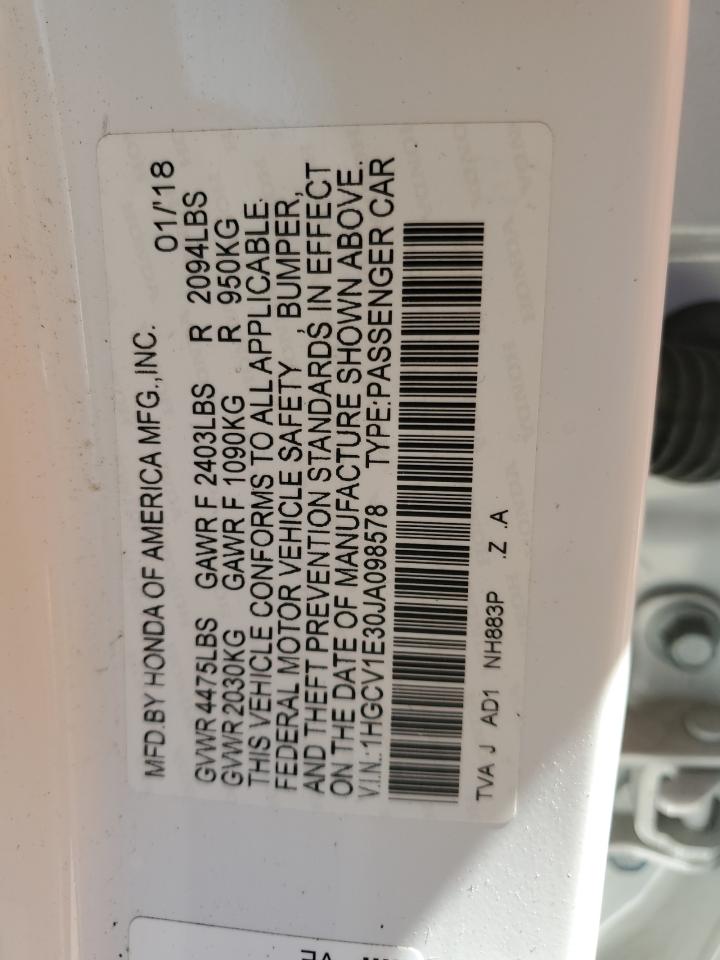 MFD.BY HONDA OF AMERICA MFG.,INC. 01/'18
GVWR 4475LBS GAWR F 2403LBS R 2094LBS
GVWR 2030KG GAWR F 1090KG R 950KG
THIS VEHICLE CONFORMS TO ALL APPLICABLE
FEDERAL MOTOR VEHICLE SAFETY , BUMPER,
AND THEFT PREVENTION STANDARDS IN EFFECT
ON THE DATE OF MANUFACTURE SHOWN ABOVE.
V.I.N.:1HGCV1E30JA098578 TYPE:PASSENGER CAR
TVA J AD1 NH883P .Z .A